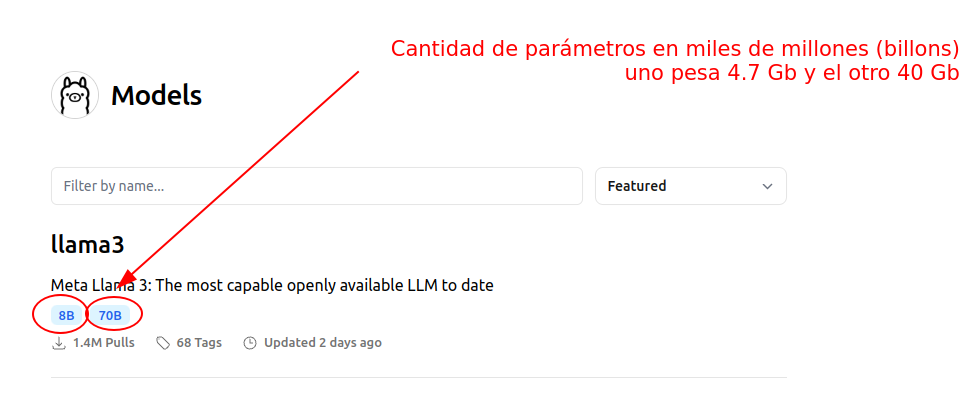 Cantidad de parámetros en miles de millones (billons)
uno pesa 4.7 Gb y el otro 40 Gb
Models
Filter by name...
Featured
llama3
Meta Llama 3: The most capable openly available LLM to date
8B 70B
1.4M Pulls 68 Tags Updated 2 days ago